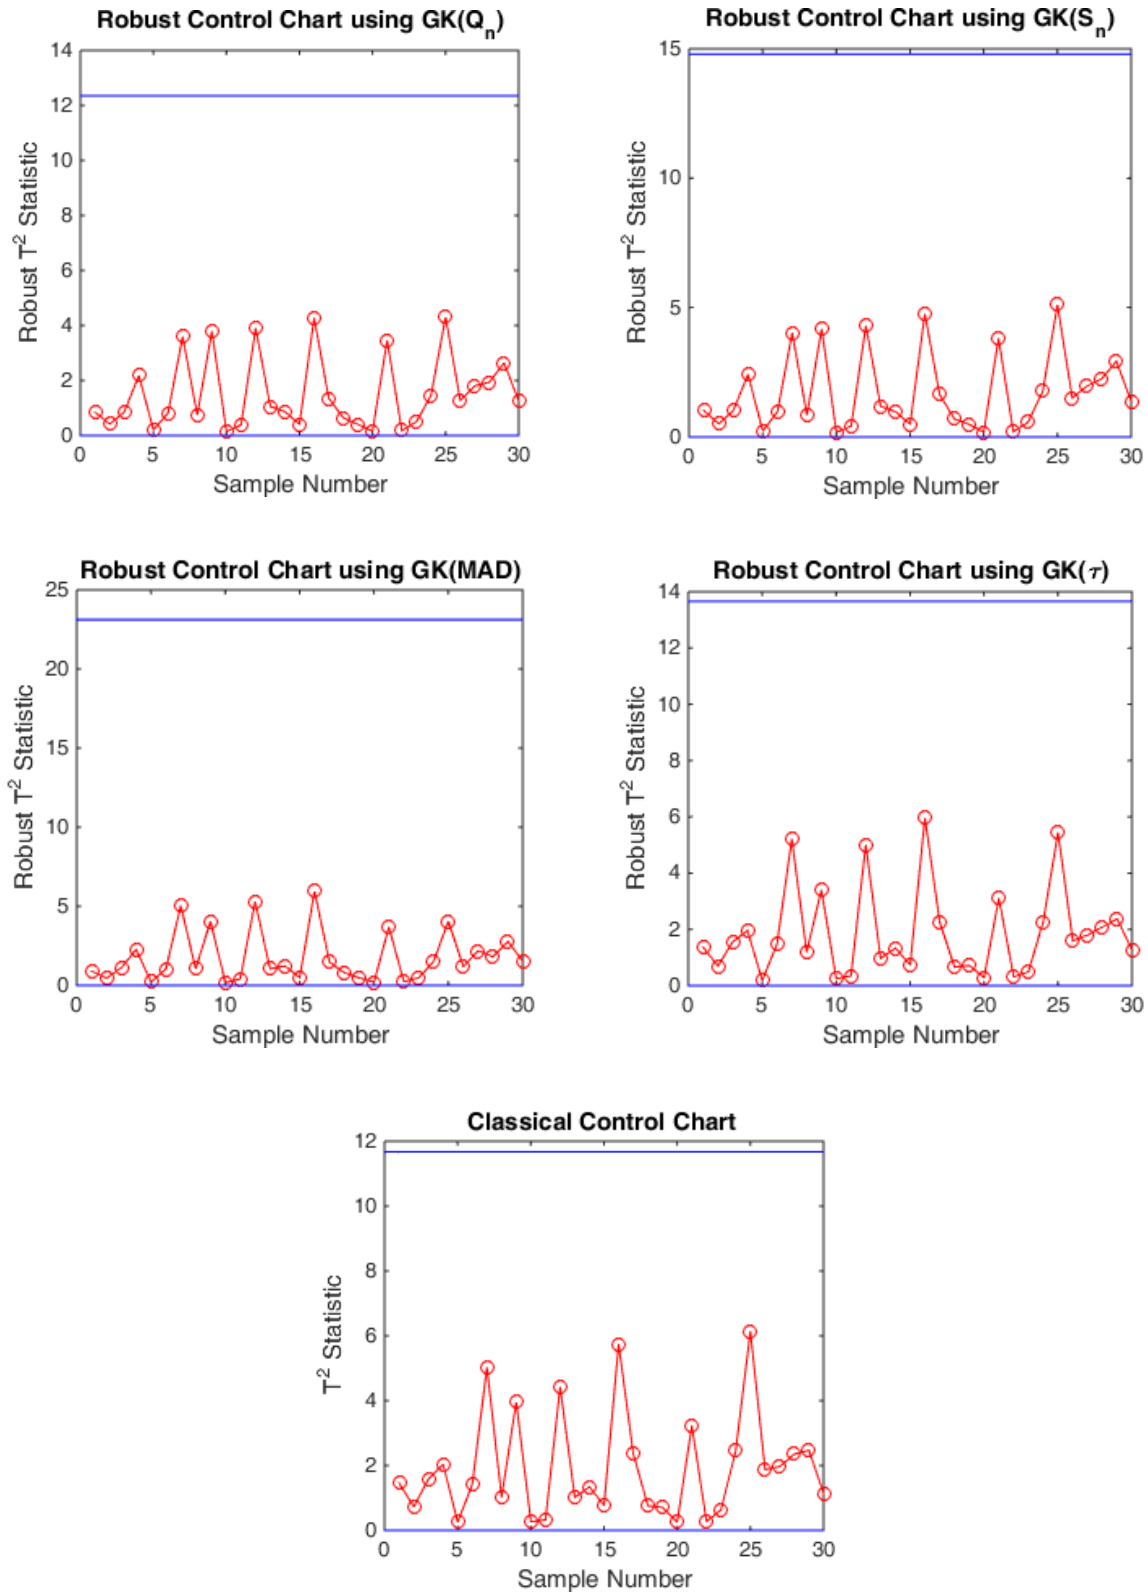 Robust Control Chart using GK(Qn)
14
12
10
8
6
4
2
0
Robust T2 Statistic
0 5 10 15 20 25 30
Sample Number
Robust Control Chart using GK(Sn)
15
10
5
0
Robust T2 Statistic
0 5 10 15 20 25 30
Sample Number
Robust Control Chart using GK(MAD)
25
20
15
10
5
0
Robust T2 Statistic
0 5 10 15 20 25 30
Sample Number
Robust Control Chart using GK(τ)
14
12
10
8
6
4
2
0
Robust T2 Statistic
0 5 10 15 20 25 30
Sample Number
Classical Control Chart
12
10
8
6
4
2
0
T2 Statistic
0 5 10 15 20 25 30
Sample Number